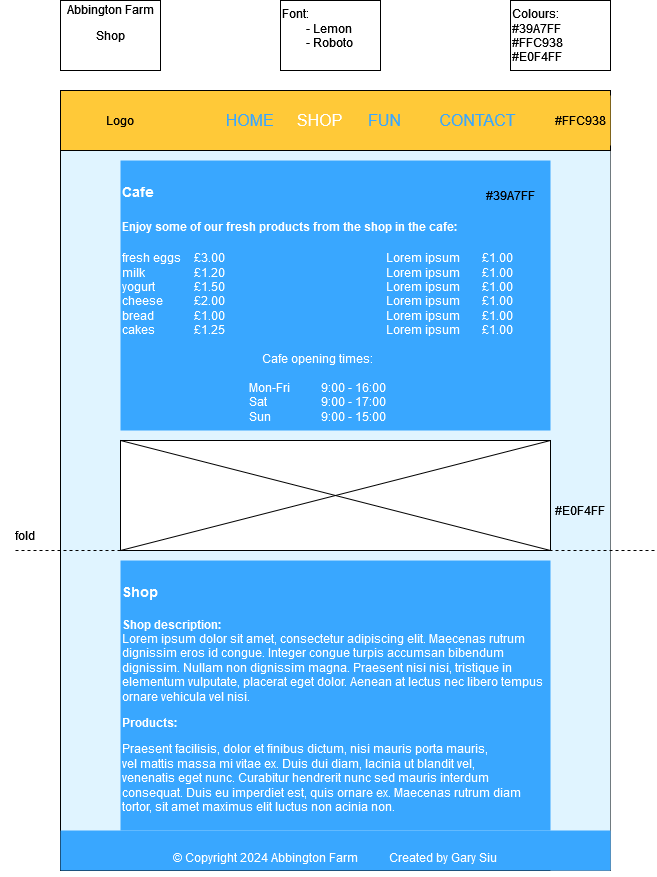 Abbington Farm
Shop
Font:
- Lemon
- Roboto
Colours:
#39A7FF
#FFC938
#E0F4FF
Logo HOME SHOP FUN CONTACT #FFC938
Cafe
#39A7FF
Enjoy some of our fresh products from the shop in the cafe:
fresh eggs £3.00 Lorem ipsum £1.00
milk £1.20 Lorem ipsum £1.00
yogurt £1.50 Lorem ipsum £1.00
cheese £2.00 Lorem ipsum £1.00
bread £1.00 Lorem ipsum £1.00
cakes £1.25 Lorem ipsum £1.00
Cafe opening times:
Mon-Fri 9:00 - 16:00
Sat 9:00 - 17:00
Sun 9:00 - 15:00
#E0F4FF
fold
Shop
Shop description:
Lorem ipsum dolor sit amet, consectetur adipiscing elit. Maecenas rutrum
dignissim eros id congue. Integer congue turpis accumsan bibendum
dignissim. Nullam non dignissim magna. Praesent nisi nisi, tristique in
elementum vulputate, placerat eget dolor. Aenean at lectus nec libero tempus
ornare vehicula vel nisi.
Products:
Praesent facilisis, dolor et finibus dictum, nisi mauris porta mauris,
vel mattis massa mi vitae ex. Duis dui diam, lacinia ut blandit vel,
venenatis eget nunc. Curabitur hendrerit nunc sed mauris interdum
consequat. Duis eu imperdiet est, quis ornare ex. Maecenas rutrum diam
tortor, sit amet maximus elit luctus non acinia non.
© Copyright 2024 Abbington Farm Created by Gary Siu